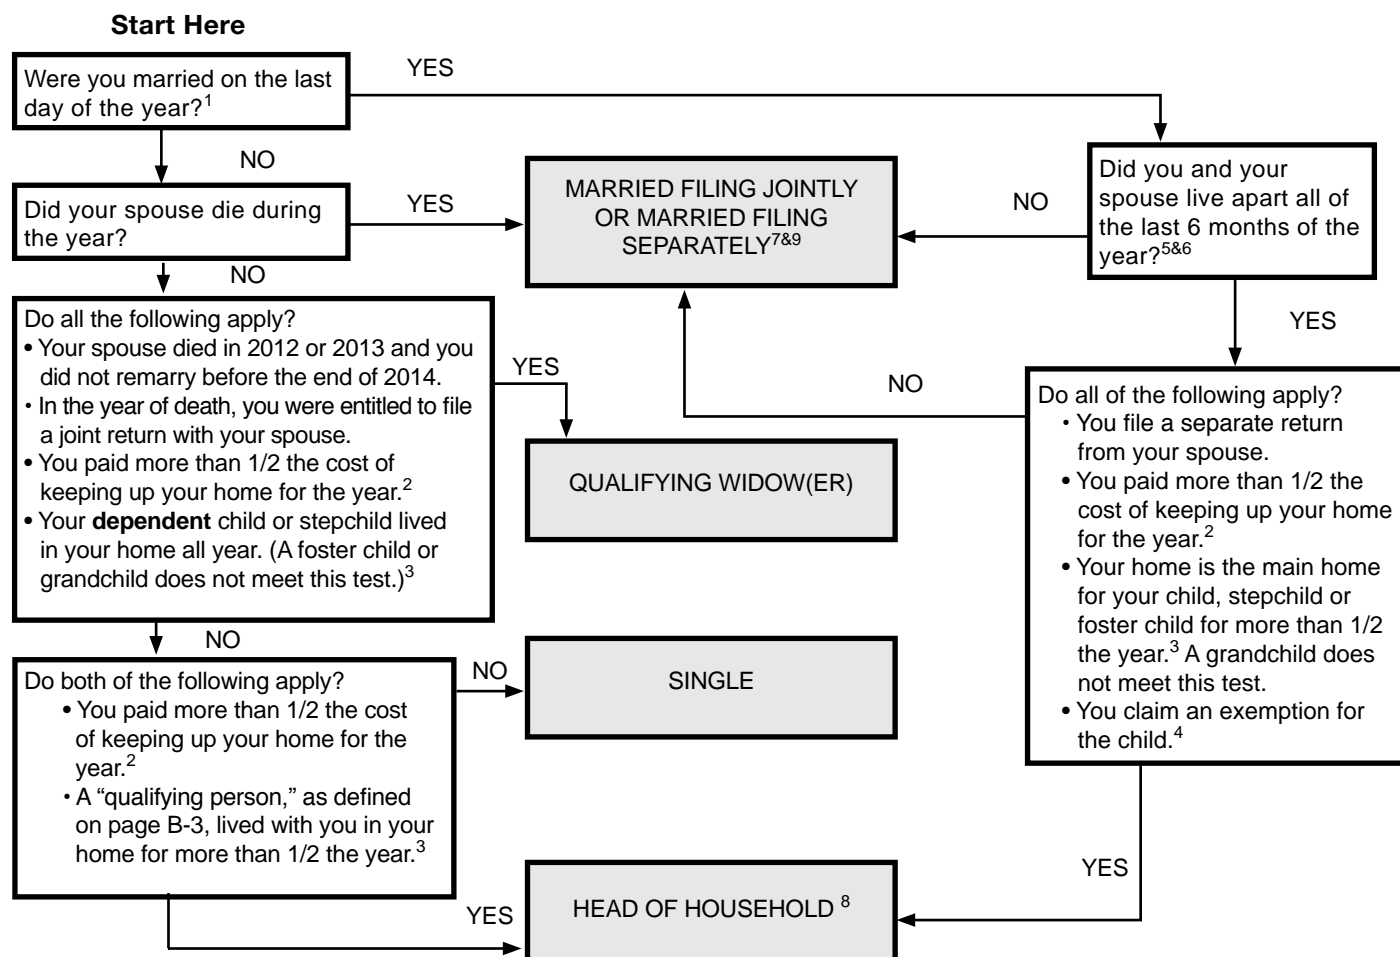 Start Here
Were you married on the last
day of the year?1
YES
NO
Did your spouse die during
the year?
YES
NO
MARRIED FILING JOINTLY
OR MARRIED FILING
SEPARATELY7&9
NO
Did you and your
spouse live apart all of
the last 6 months of the
year?5&6
YES
Do all the following apply?
• Your spouse died in 2012 or 2013 and you
did not remarry before the end of 2014.
• In the year of death, you were entitled to file
a joint return with your spouse.
• You paid more than 1/2 the cost of
keeping up your home for the year.2
• Your dependent child or stepchild lived
in your home all year. (A foster child or
grandchild does not meet this test.)3
YES
NO
QUALIFYING WIDOW(ER)
NO
Do all of the following apply?
• You file a separate return
from your spouse.
• You paid more than 1/2 the
cost of keeping up your home
for the year.2
• Your home is the main home
for your child, stepchild or
foster child for more than 1/2
the year.3 A grandchild does
not meet this test.
• You claim an exemption for
the child.4
YES
Do both of the following apply?
• You paid more than 1/2 the cost
of keeping up your home for the
year.2
• A “qualifying person,” as defined
on page B-3, lived with you in your
home for more than 1/2 the year.3
NO
SINGLE
YES
HEAD OF HOUSEHOLD 8